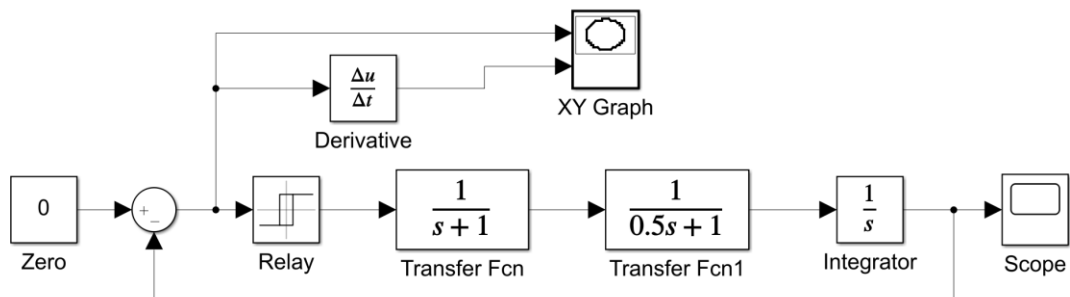 Δu
Δt
XY Graph
Derivative
0
+
−
1
s + 1
1
0.5s + 1
1
s
Zero
Relay
Transfer Fcn
Transfer Fcn1
Integrator
Scope